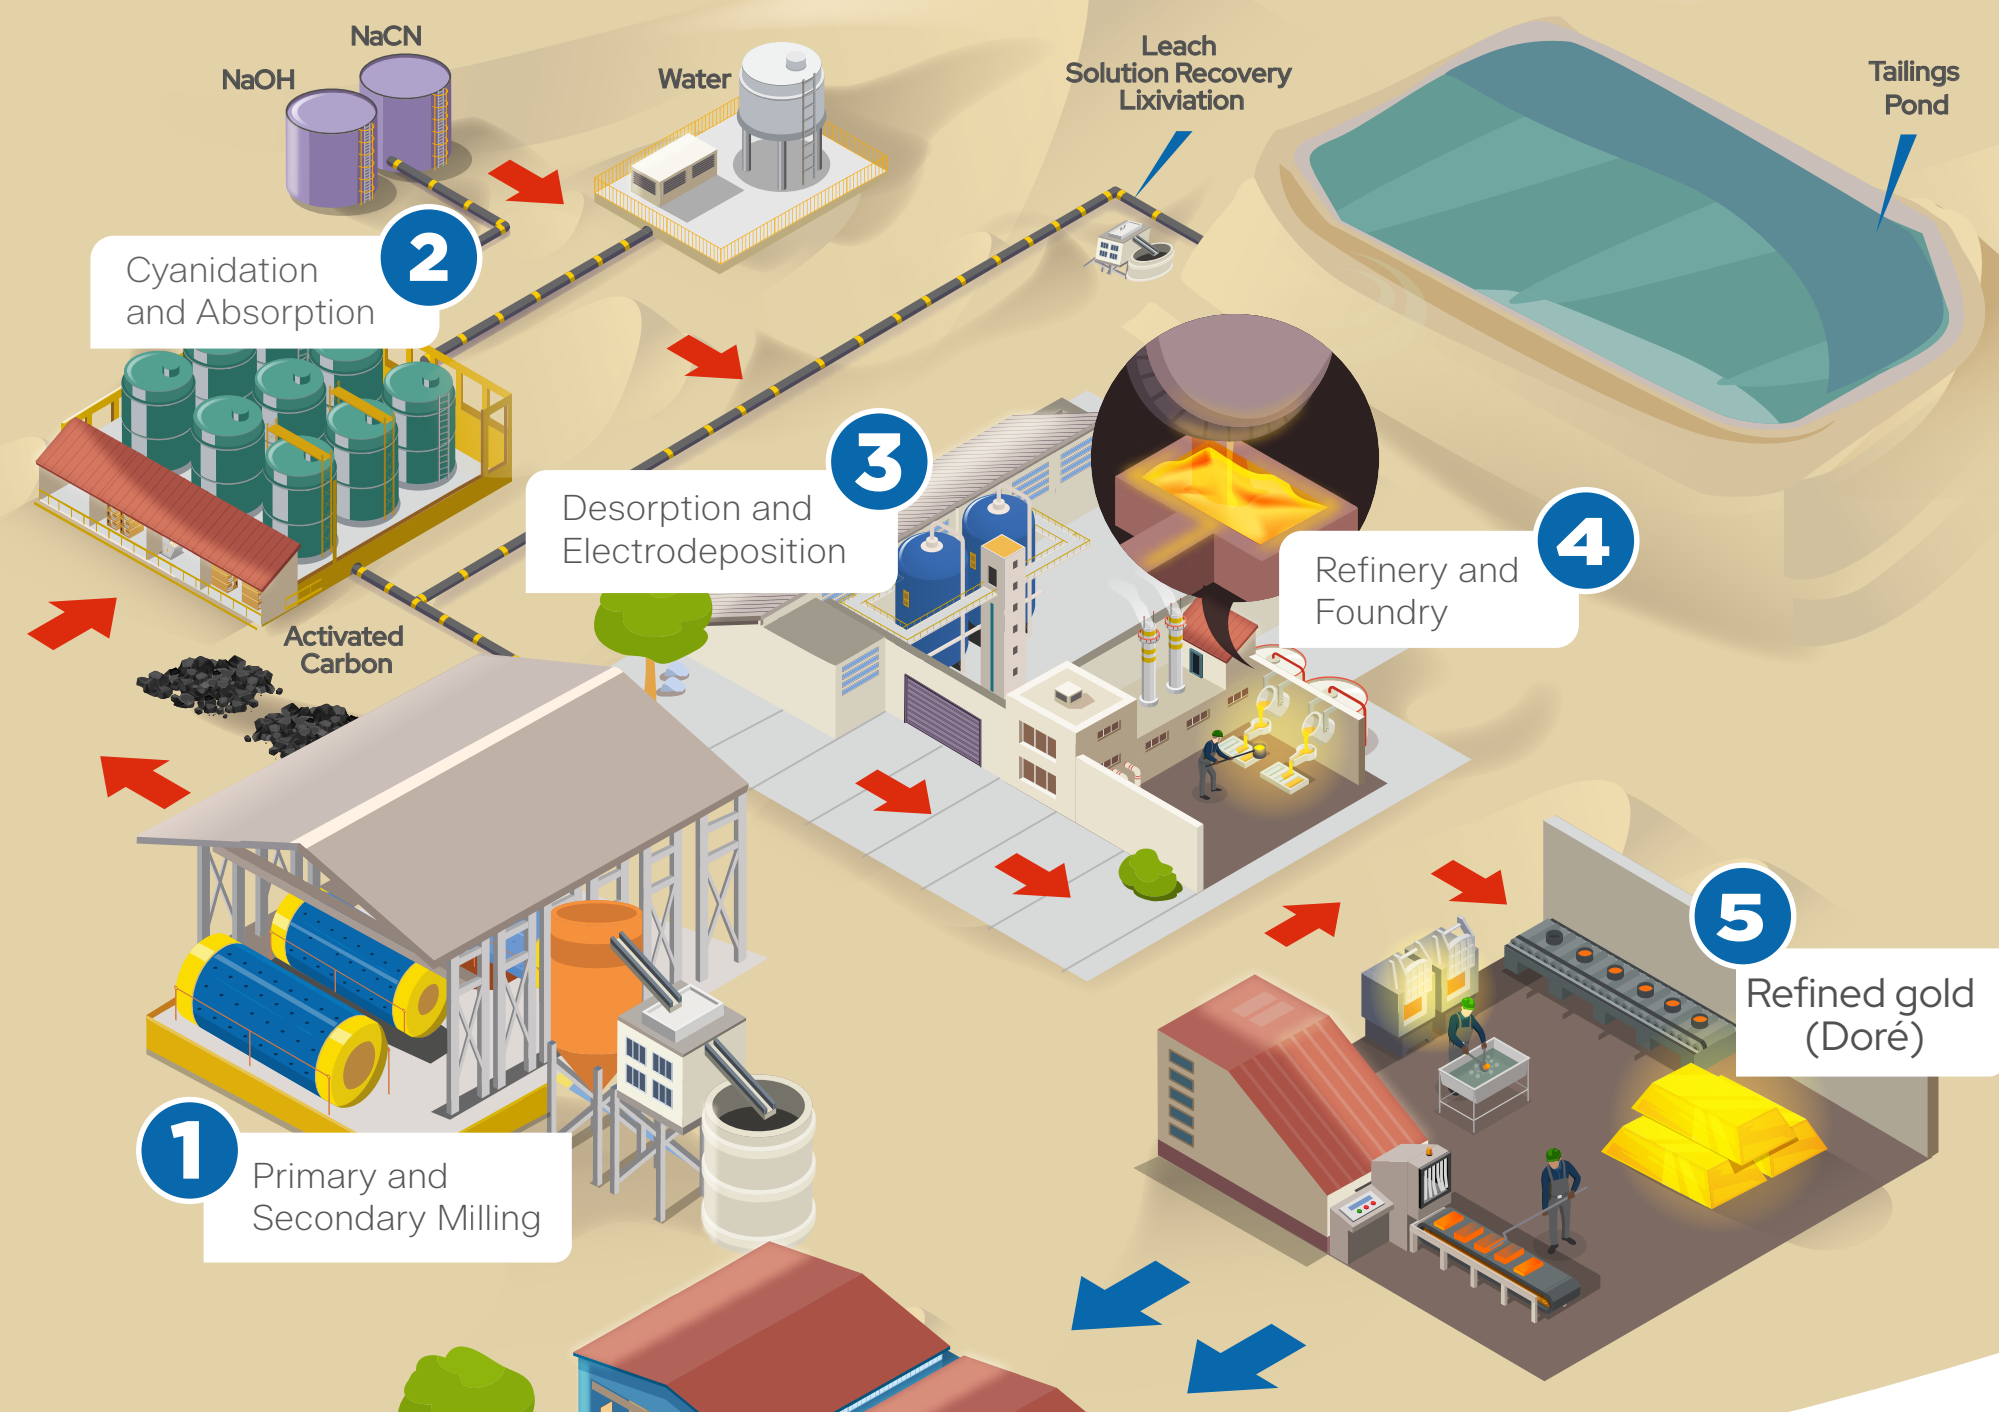 NaCN
NaOH
Water
Leach
Solution Recovery
Lixiviation
Tailings
Pond
2
Cyanidation
and Absorption
3
Desorption and
Electrodeposition
4
Refinery and
Foundry
Activated
Carbon
5
Refined gold
(Doré)
1
Primary and
Secondary Milling